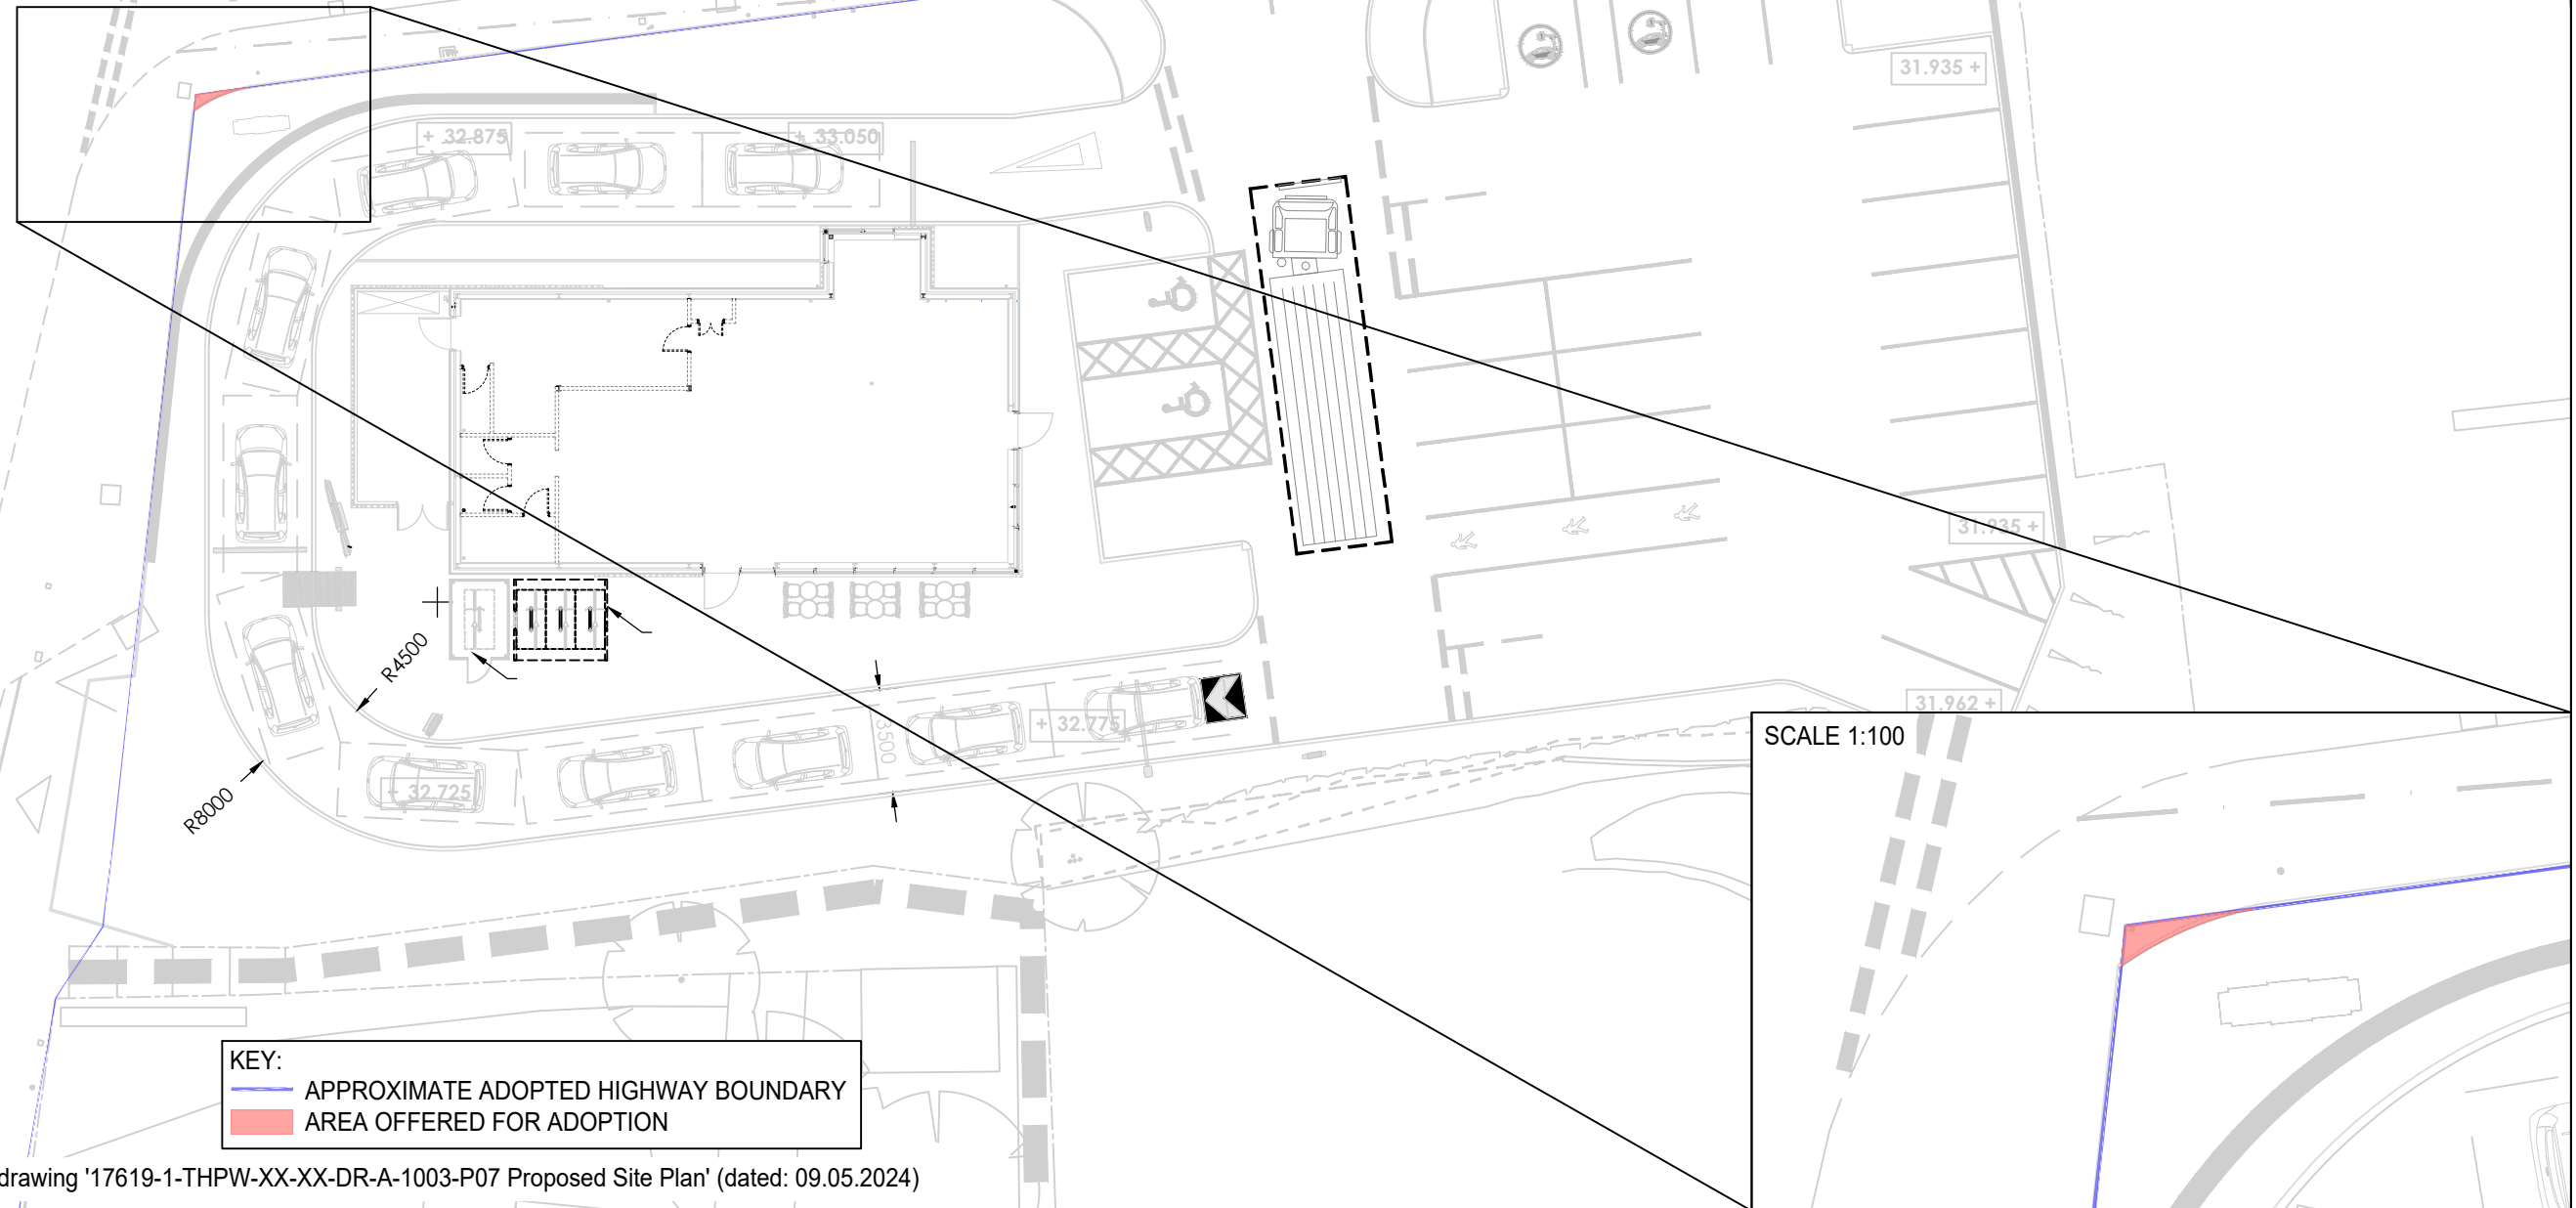 31.935 +
+ 32.875
+ 33.050
31.935 +
R4500
31.962 +
3500
+ 32.775
SCALE 1:100
+ 32.725
R8000
KEY:
APPROXIMATE ADOPTED HIGHWAY BOUNDARY
AREA OFFERED FOR ADOPTION
drawing '17619-1-THPW-XX-XX-DR-A-1003-P07 Proposed Site Plan' (dated: 09.05.2024)